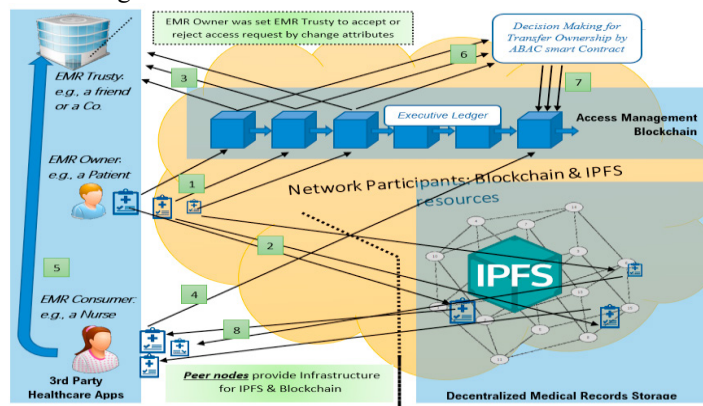 EMR Owner was set EMR Trusty to accept or
reject access request by change attributes
6
Decision Making for
Transfer Ownership by
ABAC smart Contract
EMR Trusty:
e.g., a friend
or a Co.
3
7
Executive Ledger
Access Management
Blockchain
EMR Owner:
e.g., a Patient
1
Network Participants: Blockchain & IPFS
resources
2
5
4
IPFS
EMR Consumer:
e.g., a Nurse
8
3rd Party
Healthcare Apps
Peer nodes provide Infrastructure
for IPFS & Blockchain
Decentralized Medical Records Storage